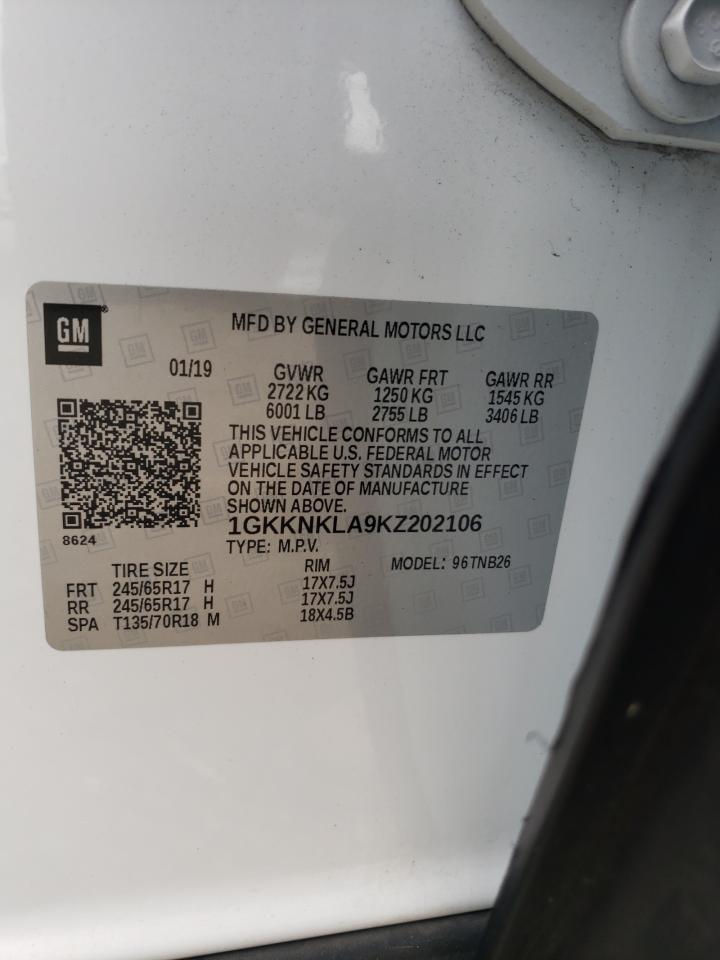 GM
MFD BY GENERAL MOTORS LLC
01/19 GVWR GAWR FRT GAWR RR
2722 KG 1250 KG 1545 KG
6001 LB 2755 LB 3406 LB
THIS VEHICLE CONFORMS TO ALL
APPLICABLE U.S. FEDERAL MOTOR
VEHICLE SAFETY STANDARDS IN EFFECT
ON THE DATE OF MANUFACTURE
SHOWN ABOVE.
8624
1GKKNKLA9KZ202106
TYPE: M.P.V. MODEL: 96TNB26
TIRE SIZE RIM
FRT 245/65R17 H 17X7.5J
RR 245/65R17 H 17X7.5J
SPA T135/70R18 M 18X4.5B